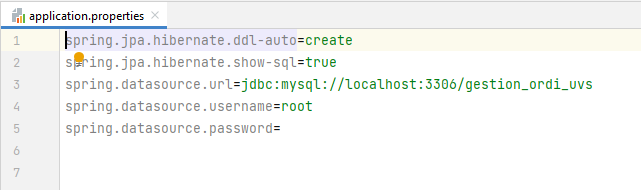 application.properties
1 spring.jpa.hibernate.ddl-auto=create
2 spring.jpa.hibernate.show-sql=true
3 spring.datasource.url=jdbc:mysql://localhost:3306/gestion_ordi_uvs
4 spring.datasource.username=root
5 spring.datasource.password=
6
7